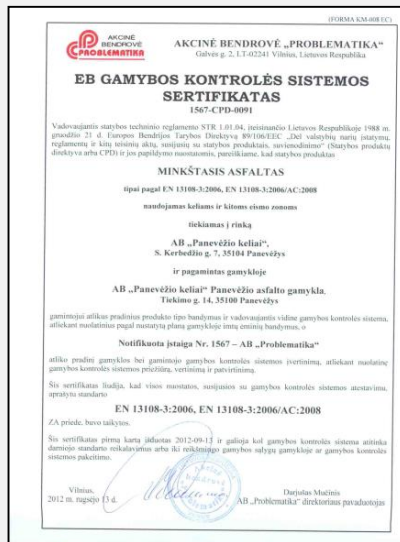 (FORMA KM-008 EC)
AKCINĖ
BENDROVĖ
PROBLEMATIKA
AKCINĖ BENDROVĖ „PROBLEMATIKA“
Galvės g. 2, LT-02241 Vilnius, Lietuvos Respublika
EB GAMYBOS KONTROLĖS SISTEMOS
SERTIFIKATAS
1567-CPD-0091
Vadovaujantis statybos techninio reglamento STR 1.01.04, įteisinančio Lietuvos Respublikoje 1988 m.
gruodžio 21 d. Europos Bendrijos Tarybos Direktyvą 89/106/EEC „Dėl valstybių narių įstatymų,
reglamentų ir kitų teisinių aktų, susijusių su statybos produktais, suvienodinimo“ (Statybos produktų
direktyva arba CPD) ir jos papildymo nuostatomis, pareiškiame, kad statybos produktas
MINKŠTASIS ASFALTAS
tipai pagal EN 13108-3:2006, EN 13108-3:2006/AC:2008
naudojamas keliams ir kitoms eismo zonoms
tiekiamas į rinką
AB „Panevėžio keliai“,
S. Kerbedžio g. 7, 35104 Panevėžys
ir pagamintas gamykloje
AB „Panevėžio keliai“ Panevėžio asfalto gamykla,
Tiekimo g. 14, 35100 Panevėžys
gamintojui atlikus pradinius produkto tipo bandymus ir vadovaujantis vidine gamybos kontrolės sistema,
atliekant nuolatinius pagal nustatytą planą gamykloje imtų ėminių bandymus, o
Notifikuota įstaiga Nr. 1567 – AB „Problematika“
atliko pradinį gamyklos bei gamintojo kontrolės sistemos įvertinimą, atliekant nuolatinę
gamybos kontrolės sistemos priežiūrą, vertinimą ir patvirtinimą.
Šis sertifikatas liudija, kad visos nuostatos, susijusios su gamybos kontrolės sistemos atestavimu,
aprašytu standarto
EN 13108-3:2006, EN 13108-3:2006/AC:2008
ZA priede, buvo taikytos.
Šis sertifikatas pirmą kartą išduotas 2012-09-13 ir galioja kol gamybos kontrolės sistema atitinka
darniojo standarto reikalavimus arba iki reikšmingo gamybos sąlygų gamykloje ar gamybos kontrolės
sistemos pakeitimo.
Vilnius,
2012 m. rugsėjo 13 d.
Darjušas Mučinis
AB „Problematika“ direktoriaus pavaduotojas